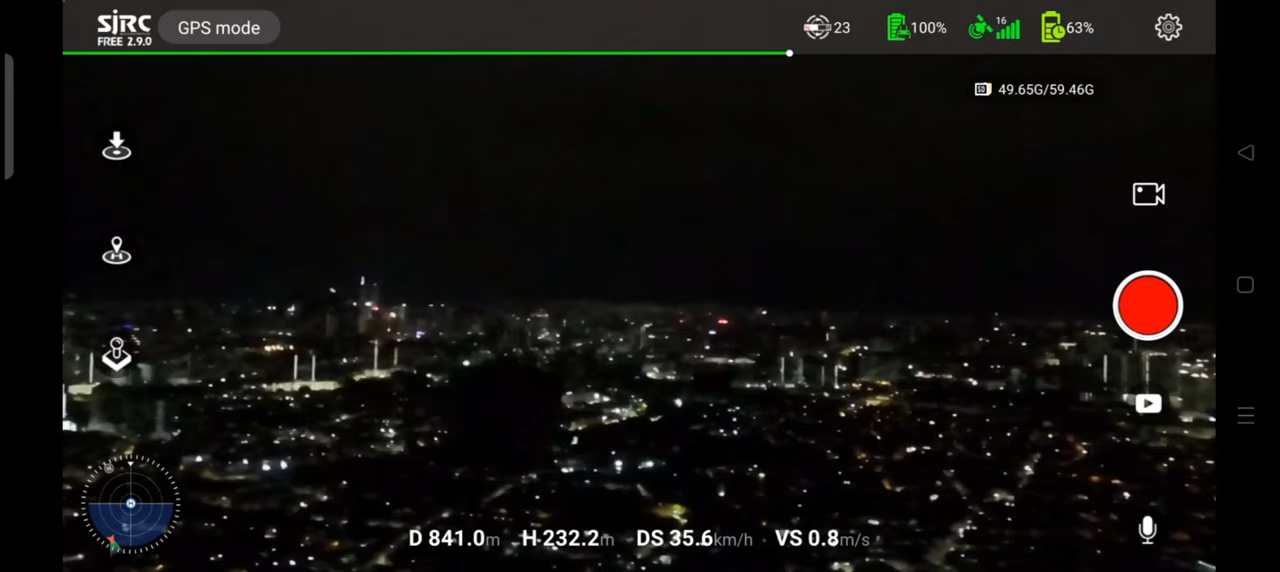 SJRC
FREE 2.9.0
GPS mode
23
100%
16
63%
SD
49.65G/59.46G
D 841.0m
H 232.2m
DS 35.6km/h
VS 0.8m/s